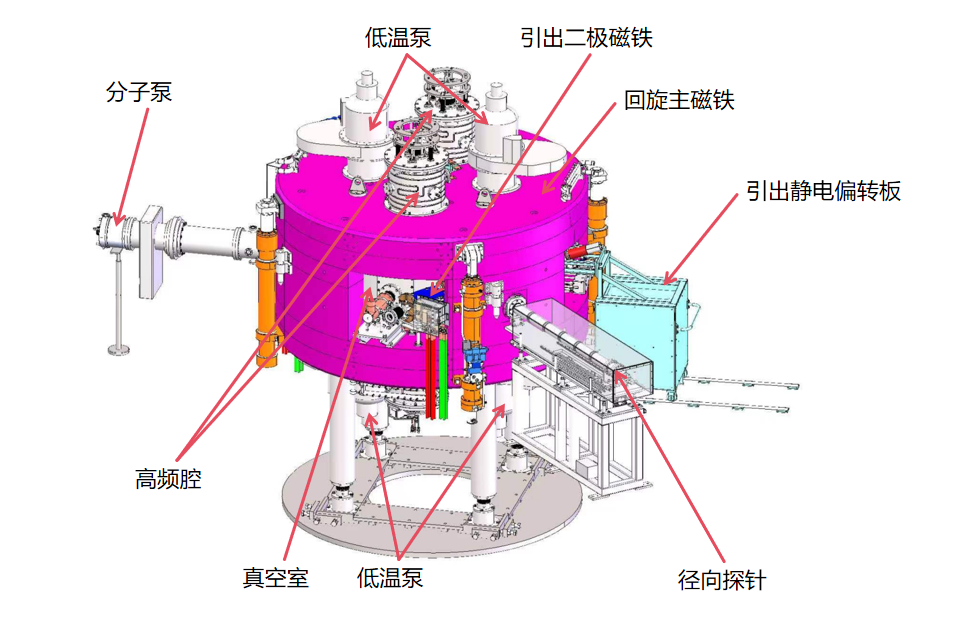 低温泵
引出二极磁铁
分子泵
回旋主磁铁
引出静电偏转板
高频腔
真空室
低温泵
径向探针